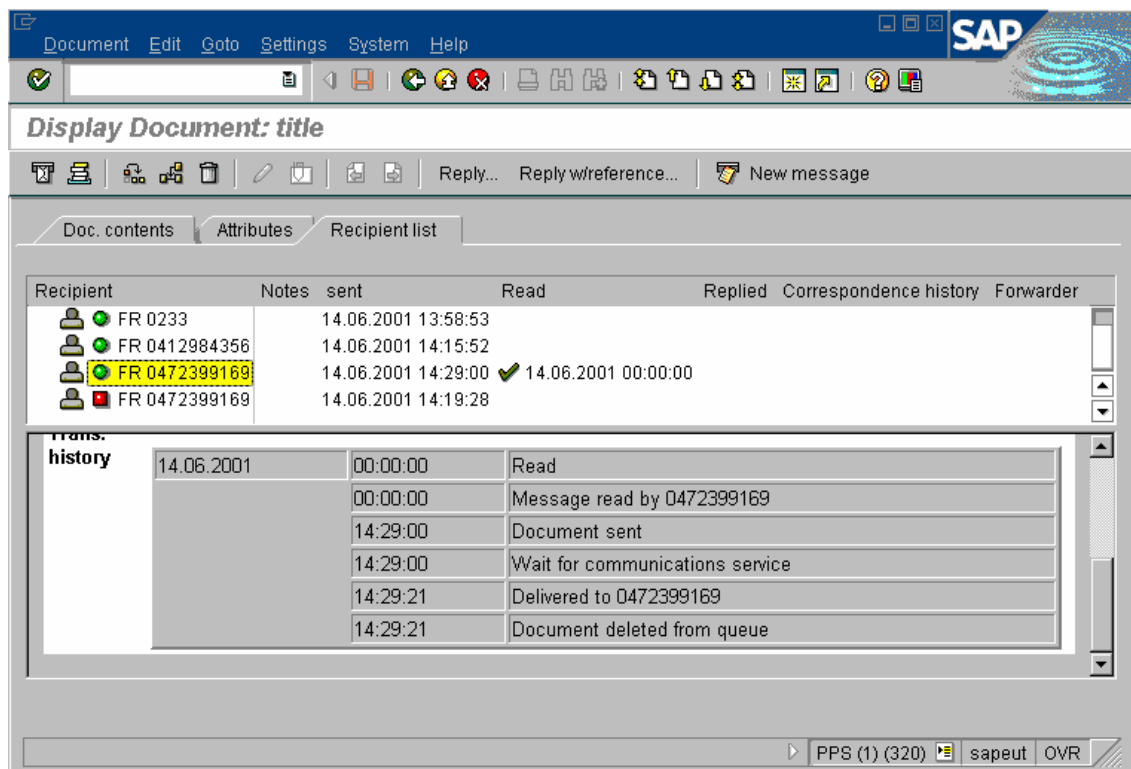 Document Edit Goto Settings System Help
SAP
Display Document: title
Reply... Reply w/reference... New message
Doc. contents Attributes Recipient list
Recipient Notes sent Read Replied Correspondence history Forwarder
FR 0233 14.06.2001 13:58:53
FR 0412984356 14.06.2001 14:15:52
FR 0472399169 14.06.2001 14:29:00 14.06.2001 00:00:00
FR 0472399169 14.06.2001 14:19:28
Trans.
history 14.06.2001 00:00:00 Read
00:00:00 Message read by 0472399169
14:29:00 Document sent
14:29:00 Wait for communications service
14:29:21 Delivered to 0472399169
14:29:21 Document deleted from queue
PPS (1) (320) sapeut OVR